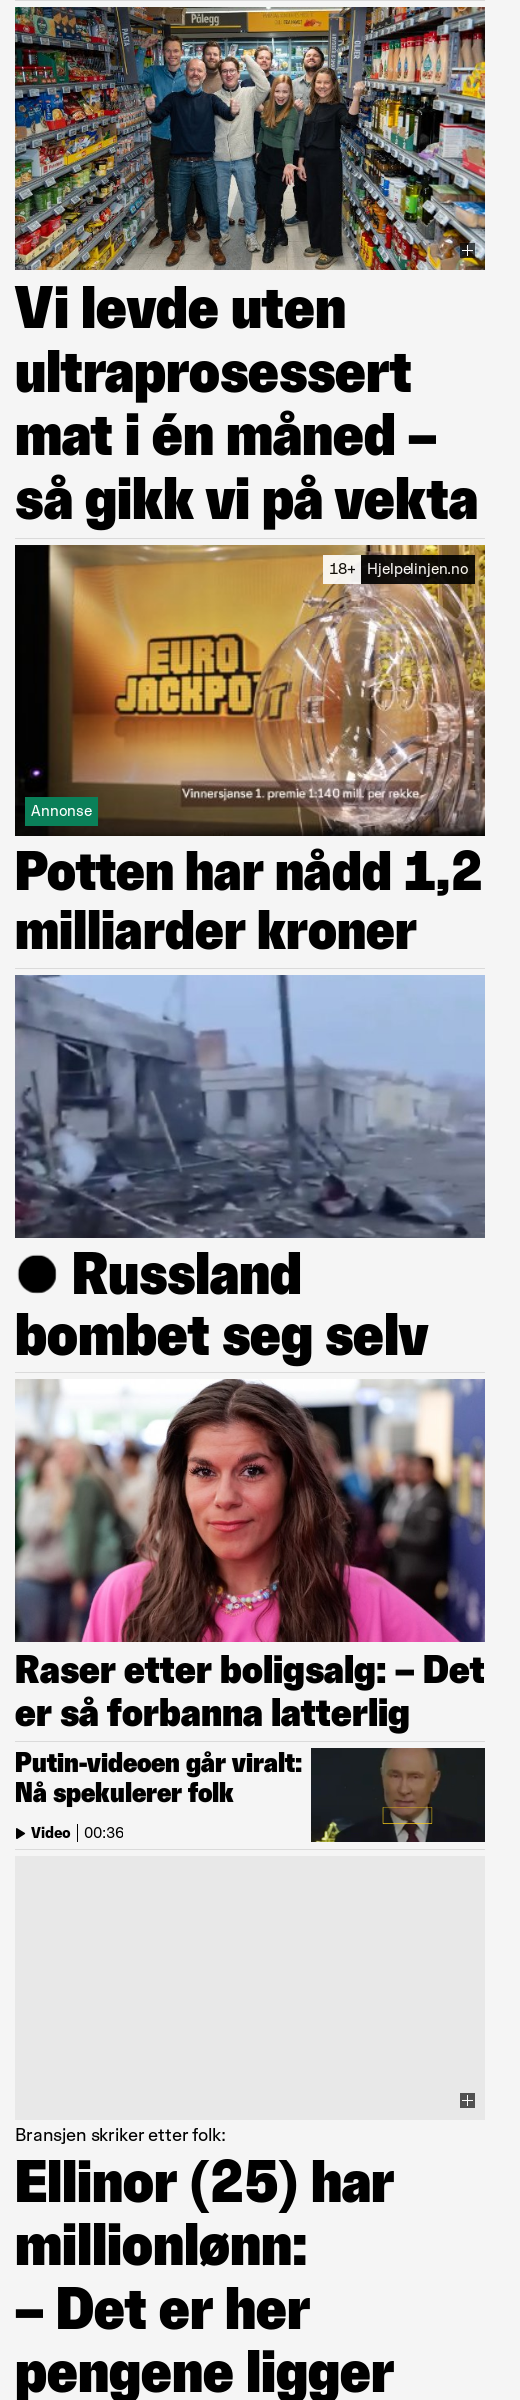 Pålegg
Vi levde uten
ultraprosessert
mat i én måned –
så gikk vi på vekta
18+ Hjelpelinjen.no
EURO
JACKPOT
Vinnersjanse 1. premie 1:140 mill. per rekke
Annonse
Potten har nådd 1,2
milliarder kroner
● Russland
bombet seg selv
Raser etter boligsalg: – Det
er så forbanna latterlig
Putin-videoen går viralt:
Nå spekulerer folk
Video | 00:36
Bransjen skriker etter folk:
Ellinor (25) har
millionlønn:
– Det er her
pengene ligger